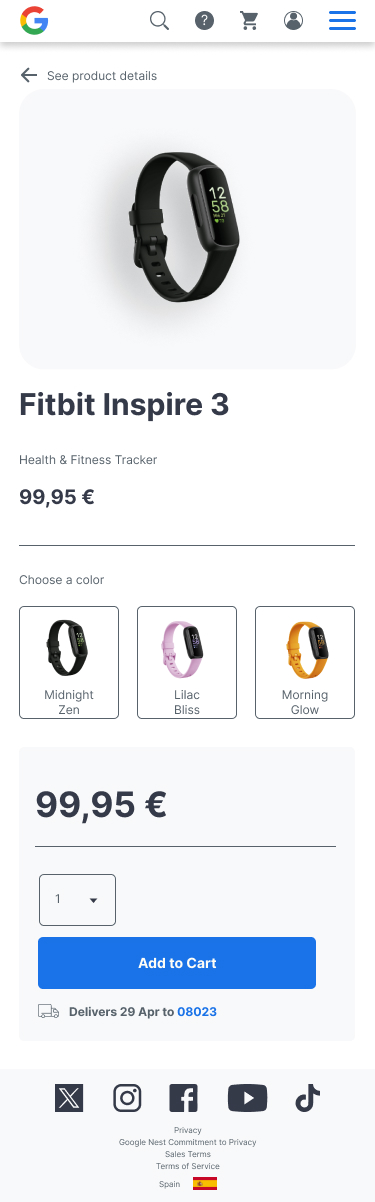 G
?
See product details
12
58
Fitbit Inspire 3
Health & Fitness Tracker
99,95 €
Choose a color
Midnight
Zen
Lilac
Bliss
Morning
Glow
99,95 €
1
Add to Cart
Delivers 29 Apr to 08023
Privacy
Google Nest Commitment to Privacy
Sales Terms
Terms of Service
Spain